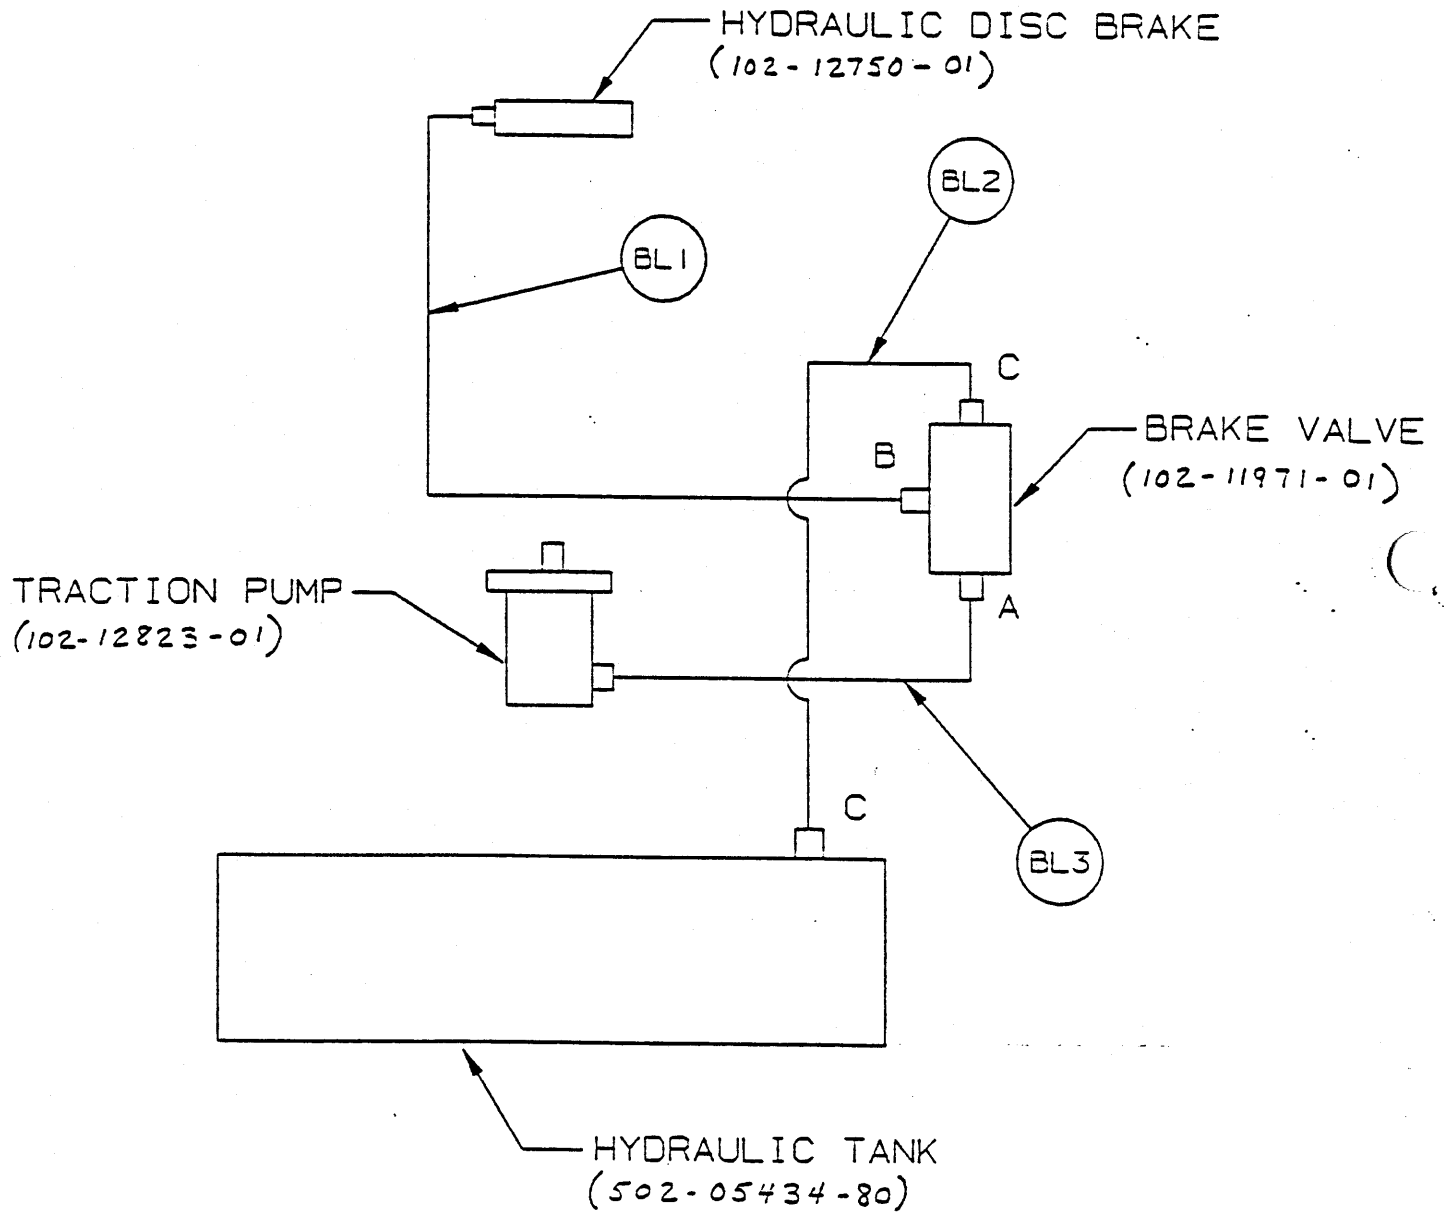 HYDRAULIC DISC BRAKE
(102-12750-01)
BL2
BL1
C
BRAKE VALVE
(102-11971-01)
B
TRACTION PUMP
(102-12823-01)
A
C
BL3
HYDRAULIC TANK
(502-05434-80)